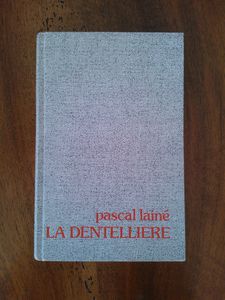 pascal lainé
LA DENTELLIERE